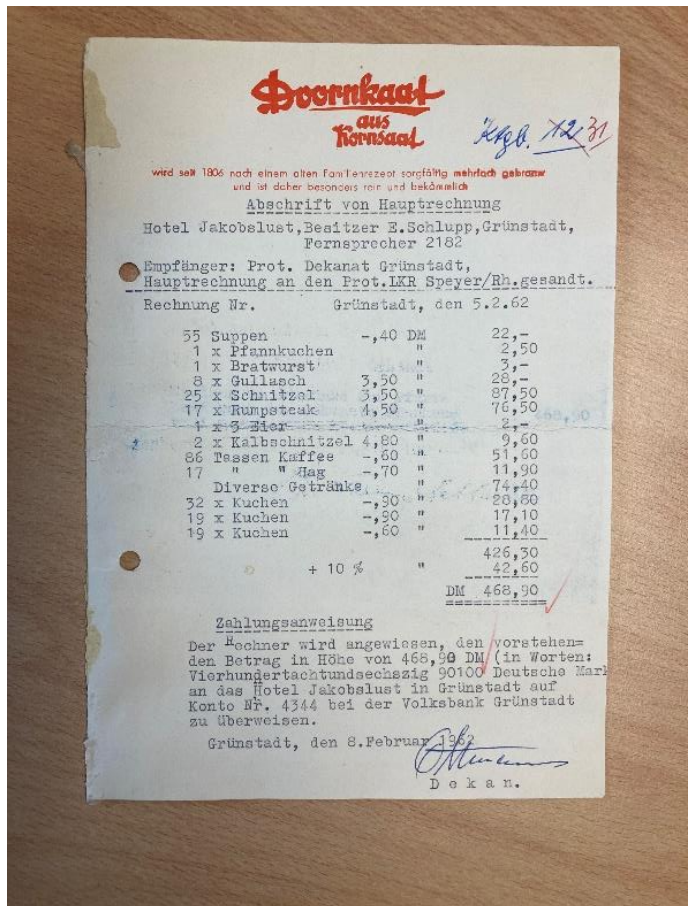 Doornkaat
aus
Kornsaat
Ktgb. 12 31
wird seit 1806 nach einem alten Familienrezept sorgfältig mehrfach gebrannt
und ist daher besonders rein und bekömmlich
Abschrift von Hauptrechnung
Hotel Jakobslust,Besitzer E.Schlupp,Grünstadt,
Fernsprecher 2182
Empfänger: Prot. Dekanat Grünstadt,
Hauptrechnung an den Prot.LKR Speyer/Rh.gesandt.
Rechnung Nr. Grünstadt, den 5.2.62
55 Suppen -,40 DM 22,-
1 x Pfannkuchen " 2,50
1 x Bratwurst " 3,-
8 x Gullasch 3,50 " 28,-
25 x Schnitzel 3,50 " 87,50
17 x Rumpsteak 4,50 " 76,50
1 x 3 Eier " 2,-
2 x Kalbschnitzel 4,80 " 9,60
86 Tassen Kaffee -,60 " 51,60
17 " " Hag -,70 " 11,90
Diverse Getränke " 74,40
32 x Kuchen -,90 " 28,80
19 x Kuchen -,90 " 17,10
19 x Kuchen -,60 " 11,40
426,30
+ 10 % " 42,60
DM 468,90
Zahlungsanweisung
Der Rechner wird angewiesen, den vorstehen=
den Betrag in Höhe von 468,90 DM (in Worten:
Vierhundertachtundsechszig 90100 Deutsche Mark
an das Hotel Jakobslust in Grünstadt auf
Konto Nr. 4344 bei der Volksbank Grünstadt
zu überweisen.
Grünstadt, den 8.Februar 1962
Dekan.